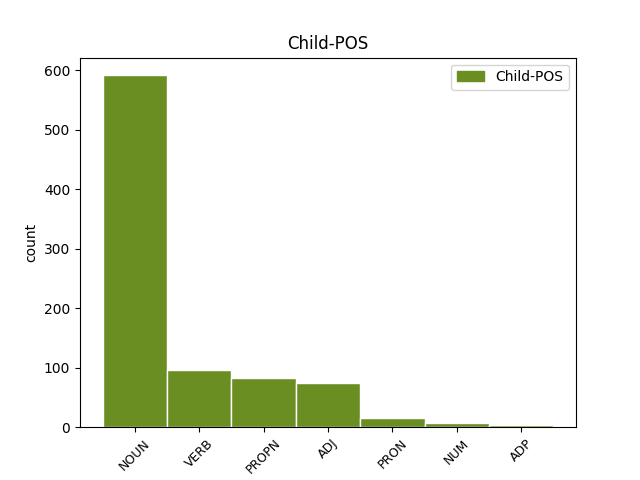 Child-POS
Child-POS
count
600
500
400
300
200
100
0
NOUN
VERB
PROPN
ADJ
PRON
NUM
ADP